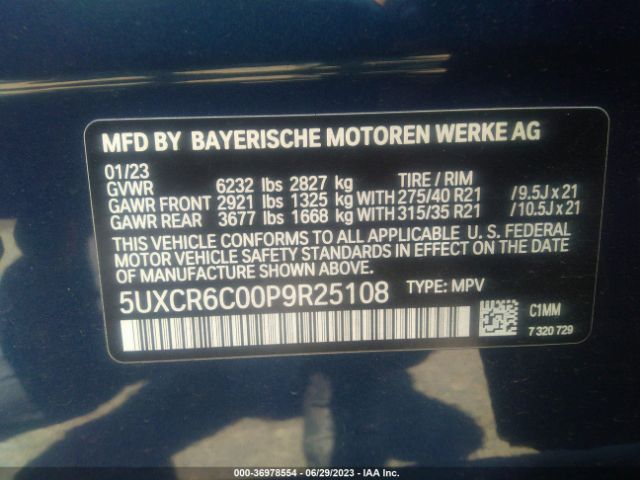 MFD BY BAYERISCHE MOTOREN WERKE AG
01/23 TIRE / RIM
GVWR 6232 lbs 2827 kg
GAWR FRONT 2921 lbs 1325 kg WITH 275/40 R21 /9.5J x 21
GAWR REAR 3677 lbs 1668 kg WITH 315/35 R21 /10.5J x 21
THIS VEHICLE CONFORMS TO ALL APPLICABLE U. S. FEDERAL
MOTOR VEHICLE SAFETY STANDARDS IN EFFECT ON THE DATE
OF MANUFACTURE SHOWN ABOVE.
5UXCR6C00P9R25108 TYPE: MPV
C1MM
7 320 729
000-36978554 - 06/29/2023 - IAA Inc.